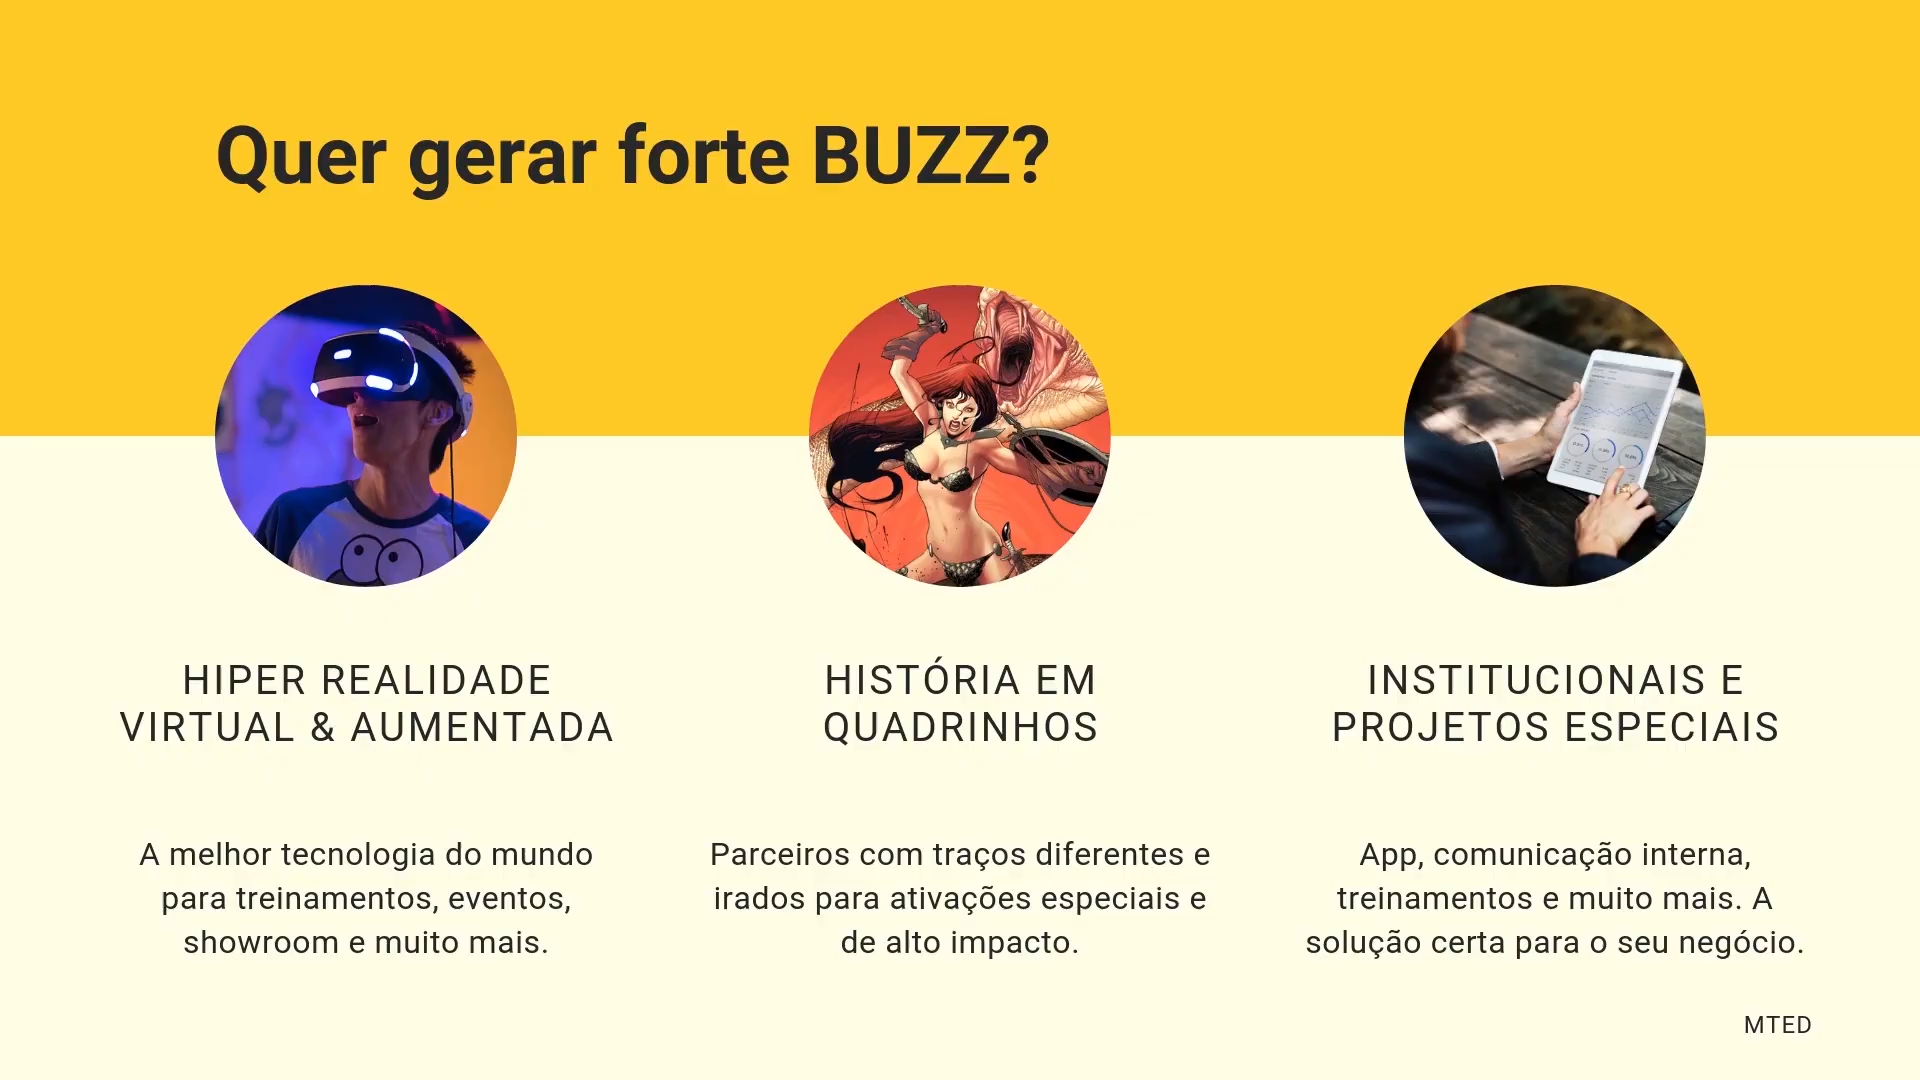 Quer gerar forte BUZZ?
HIPER REALIDADE
VIRTUAL & AUMENTADA
A melhor tecnologia do mundo
para treinamentos, eventos,
showroom e muito mais.
HISTÓRIA EM
QUADRINHOS
Parceiros com traços diferentes e
irados para ativações especiais e
de alto impacto.
INSTITUCIONAIS E
PROJETOS ESPECIAIS
App, comunicação interna,
treinamentos e muito mais. A
solução certa para o seu negócio.
MTED